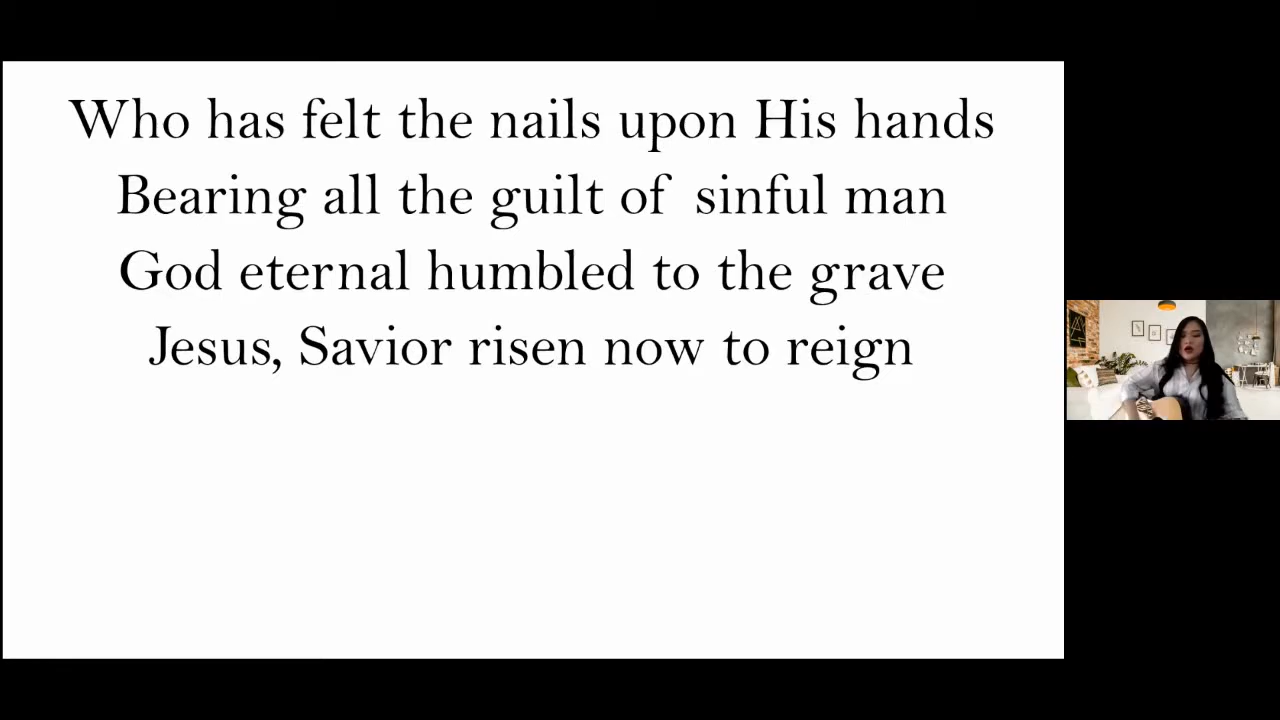 Who has felt the nails upon His hands
Bearing all the guilt of sinful man
God eternal humbled to the grave
Jesus, Savior risen now to reign